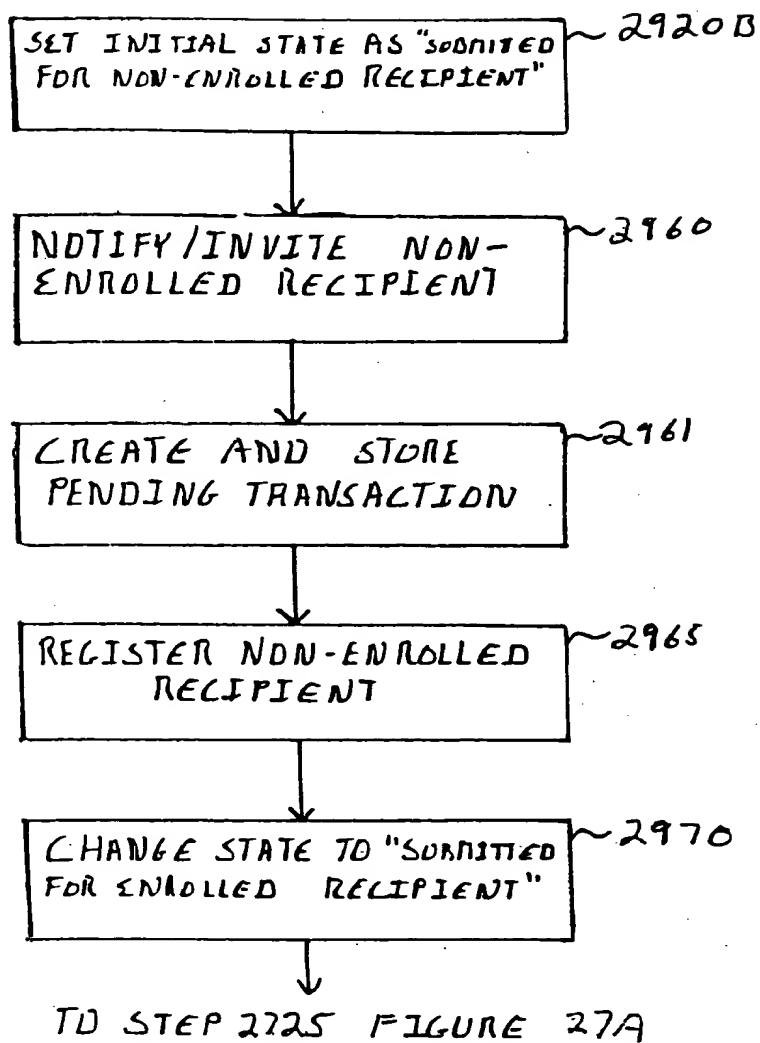 SET INITIAL STATE AS "SUBMITTED
FOR NON-ENROLLED RECIPIENT"
2920B
NOTIFY/INVITE NON-
ENROLLED RECIPIENT
2960
CREATE AND STORE
PENDING TRANSACTION
2961
REGISTER NON-ENROLLED
RECIPIENT
2965
CHANGE STATE TO "SUBMITTED
FOR ENROLLED RECIPIENT"
2970
TO STEP 2725 FIGURE 27A